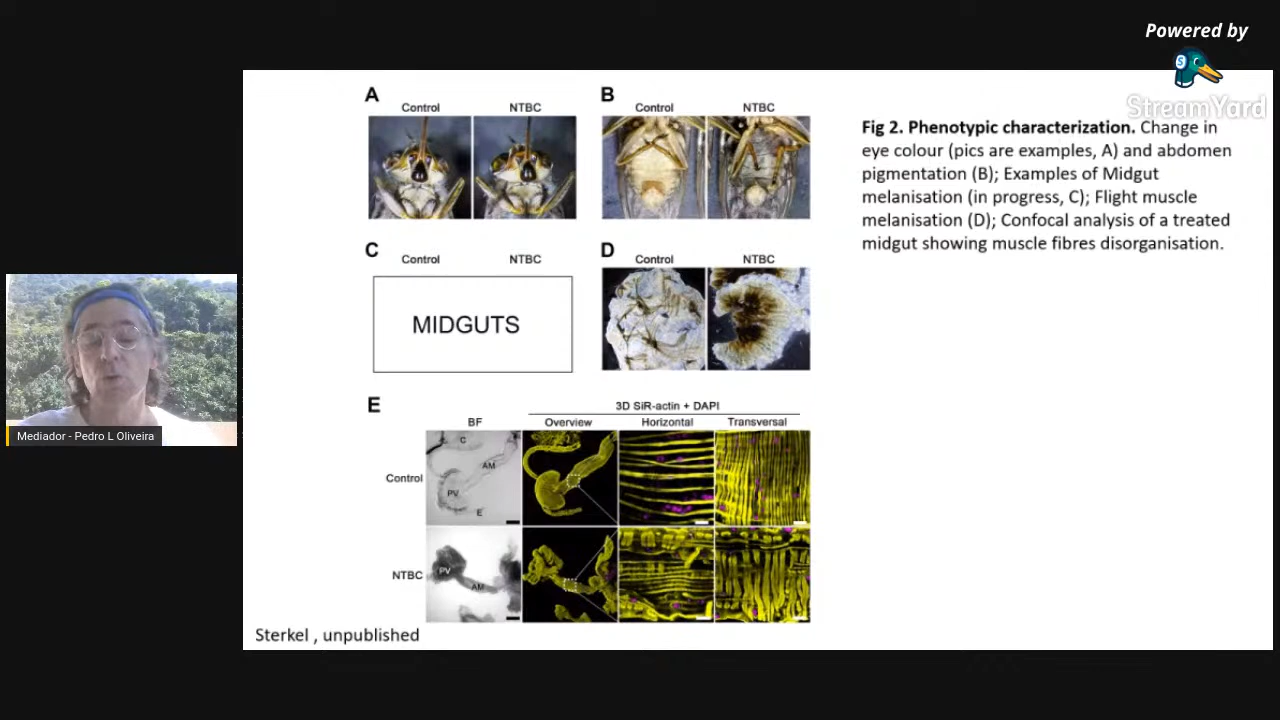 Powered by
StreamYard
A
Control NTBC
B
Control NTBC
Fig 2. Phenotypic characterization. Change in
eye colour (pics are examples, A) and abdomen
pigmentation (B); Examples of Midgut
melanisation (in progress, C); Flight muscle
melanisation (D); Confocal analysis of a treated
midgut showing muscle fibres disorganisation.
C
Control NTBC
MIDGUTS
D
Control NTBC
E
3D SiR-actin + DAPI
BF Overview Horizontal Transversal
Control
C
AM
PV
E
NTBC
PV
AM
Sterkel , unpublished
Mediador - Pedro L Oliveira